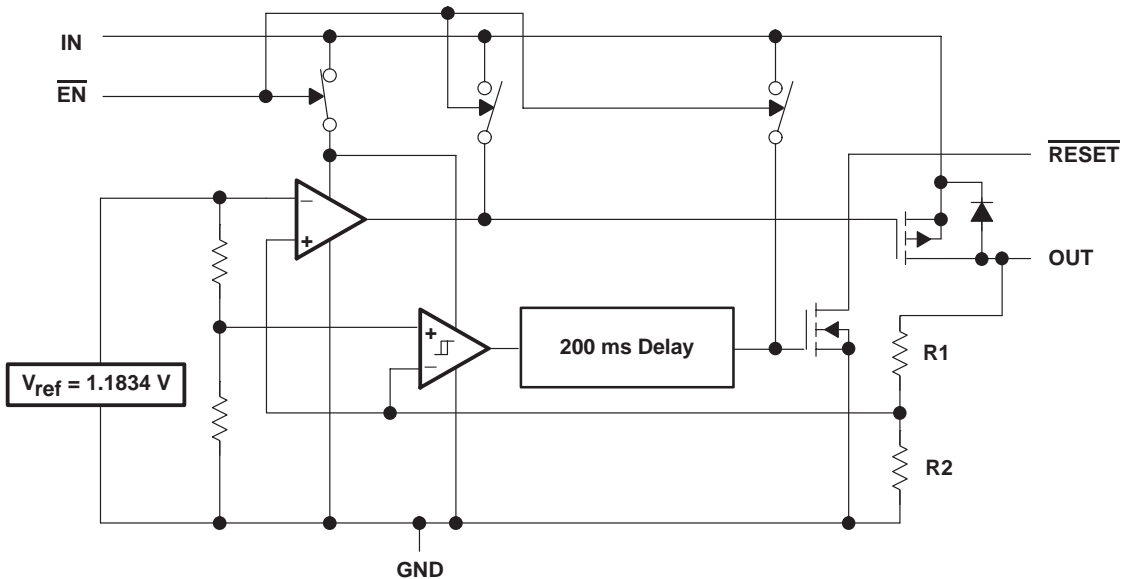 IN
EN
RESET
OUT
200 ms Delay
R1
Vref = 1.1834 V
R2
GND